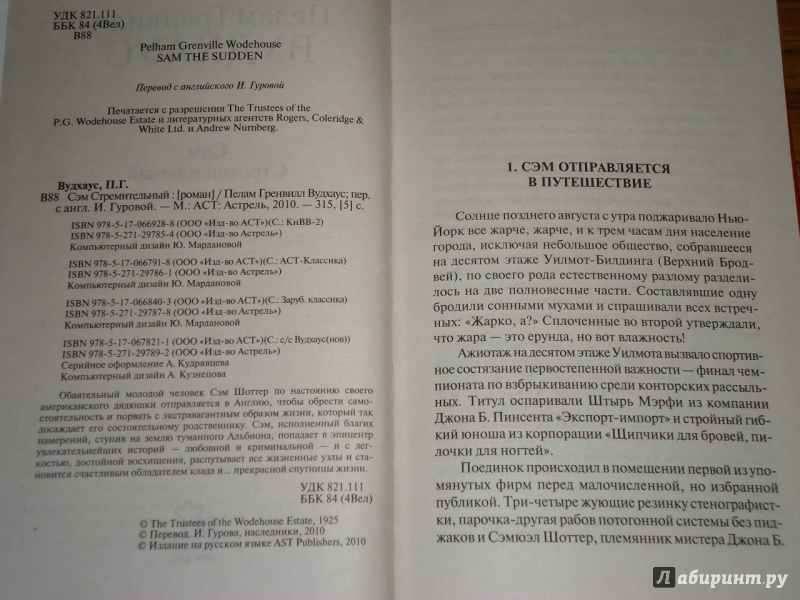 УДК 821.111
ББК 84 (4Вел)
В88
Pelham Grenville Wodehouse
SAM THE SUDDEN
Перевод с английского И. Гуровой
Печатается с разрешения The Trustees of the
P.G. Wodehouse Estate и литературных агентств Rogers, Coleridge &
White Ltd. и Andrew Nurnberg.
Вудхаус, П.Г.
В88 Сэм Стремительный : [роман] / Пелам Гренвилл Вудхаус; пер.
с англ. И. Гуровой. – М.: АСТ: Астрель, 2010. – 315, [5] с.
ISBN 978-5-17-066928-8 (ООО «Изд-во АСТ»)(С.: КнВВ-2)
ISBN 978-5-271-29785-4 (ООО «Изд-во Астрель»)
Компьютерный дизайн Ю. Мардановой
ISBN 978-5-17-066791-8 (ООО «Изд-во АСТ»)(С.: АСТ-Классика)
ISBN 978-5-271-29786-1 (ООО «Изд-во Астрель»)
Компьютерный дизайн Ю. Мардановой
ISBN 978-5-17-066840-3 (ООО «Изд-во АСТ»)(С.: Заруб. классика)
ISBN 978-5-271-29787-8 (ООО «Изд-во Астрель»)
Компьютерный дизайн Ю. Мардановой
ISBN 978-5-17-067821-1 (ООО «Изд-во АСТ»)(С.: с/с Вудхаус(нов))
ISBN 978-5-271-29789-2 (ООО «Изд-во Астрель»)
Серийное оформление А. Кудрявцева
Компьютерный дизайн А. Кузнецова
Обаятельный молодой человек Сэм Шоттер по настоянию своего
американского дядюшки отправляется в Англию, чтобы обрести само-
стоятельность и порвать с экстравагантным образом жизни, который так
досаждает его состоятельному родственнику. Сэм, исполненный благих
намерений, ступив на землю туманного Альбиона, попадает в эпицентр
увлекательнейших историй — любовной и криминальной — и с лег-
костью, достойной восхищения, распутывает все жизненные узлы и ста-
новится счастливым обладателем клада и... прекрасной спутницы жизни.
УДК 821.111
ББК 84 (4Вел)
© The Trustees of the Wodehouse Estate, 1925
© Перевод. И. Гурова, наследники, 2010
© Издание на русском языке AST Publishers, 2010
1. СЭМ ОТПРАВЛЯЕТСЯ
В ПУТЕШЕСТВИЕ
Солнце позднего августа с утра поджаривало Нью-
Йорк все жарче, жарче, и к трем часам дня население
города, исключая небольшое общество, собравшееся
на десятом этаже Уилмот-Билдинга (Верхний Брод-
вей), по своего рода естественному разлому раздели-
лось на две полновесные части. Составлявшие одну
бродили сонными мухами и спрашивали всех встреч-
ных: «Жарко, а?» Сплоченные во второй утверждали,
что жара — это ерунда, но вот влажность!
Ажиотаж на десятом этаже Уилмота вызвало спортив-
ное состязание первостепенной важности — финал чем-
пионата по взбрыкиванию среди конторских рассыль-
ных. Титул оспаривали Штырь Мэрфи из компании
Джона Б. Пинсента «Экспорт-импорт» и стройный гиб-
кий юноша из корпорации «Щипчики для бровей, пи-
лочки для ногтей».
Поединок происходил в помещении первой из упо-
мянутых фирм перед малочисленной, но избранной
публикой. Три-четыре жующие резинку стенографист-
ки, парочка-другая рабов потогонной системы без пид-
жаков и Сэмюэл Шоттер, племянник мистера Джона Б.
Лабиринт.ру